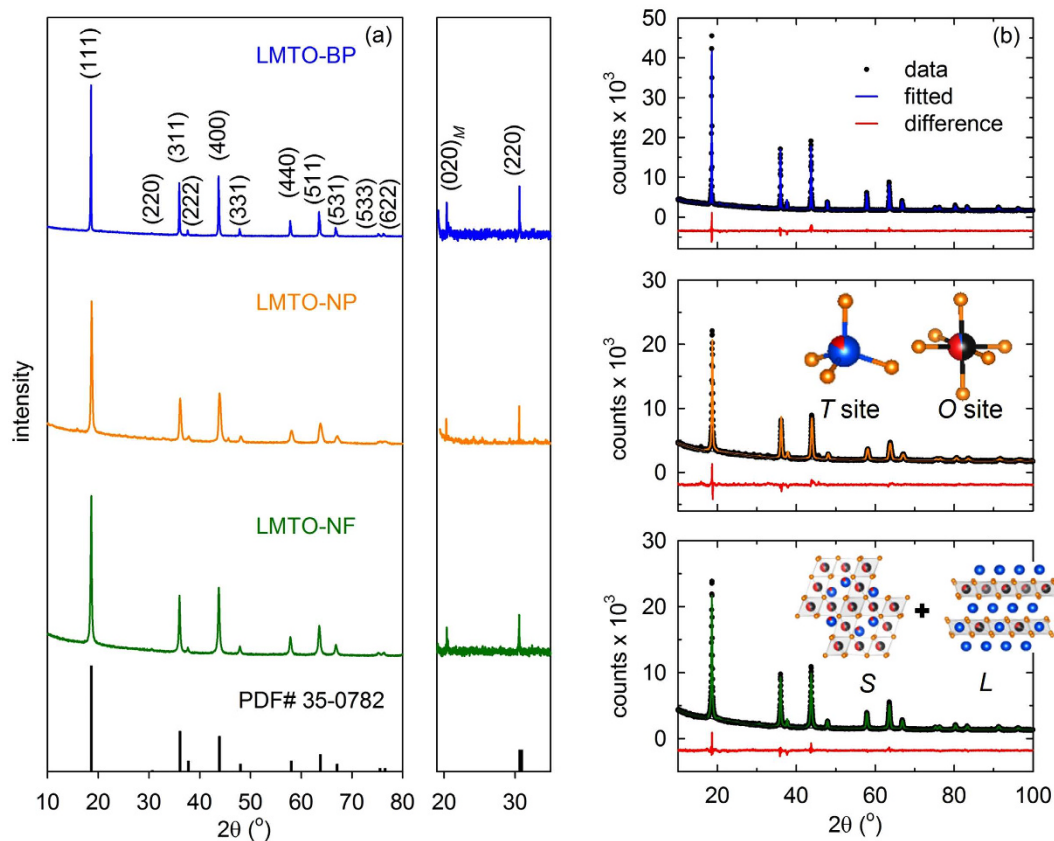 (a)
LMTO-BP
(111)
(220)
(311)
(222)
(400)
(331)
(440)
(511)
(531)
(533)
(622)
LMTO-NP
LMTO-NF
PDF# 35-0782
intensity
10 20 30 40 50 60 70 80
2θ (°)
(020)M
(220)
20 30
(b)
data
fitted
difference
counts x 10³
50
40
30
20
10
0
T site
O site
counts x 10³
30
20
10
0
S
+
L
counts x 10³
30
20
10
0
20 40 60 80 100
2θ (°)